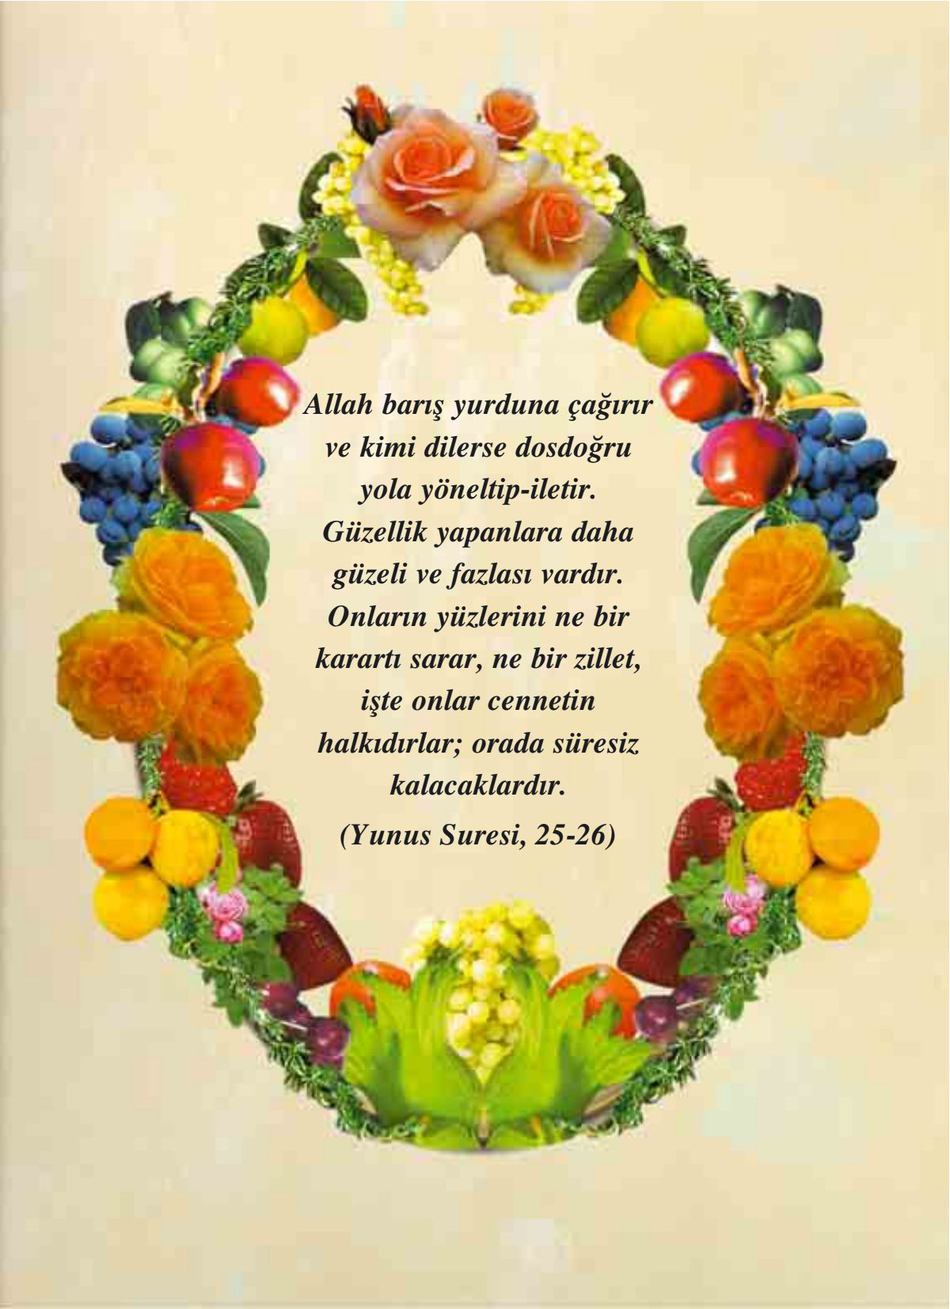 Allah barış yurduna çağırır
ve kimi dilerse dosdoğru
yola yöneltip-iletir.
Güzellik yapanlara daha
güzeli ve fazlası vardır.
Onların yüzlerini ne bir
karartı sarar, ne bir zillet,
işte onlar cennetin
halkıdırlar; orada süresiz
kalacaklardır.
(Yunus Suresi, 25-26)